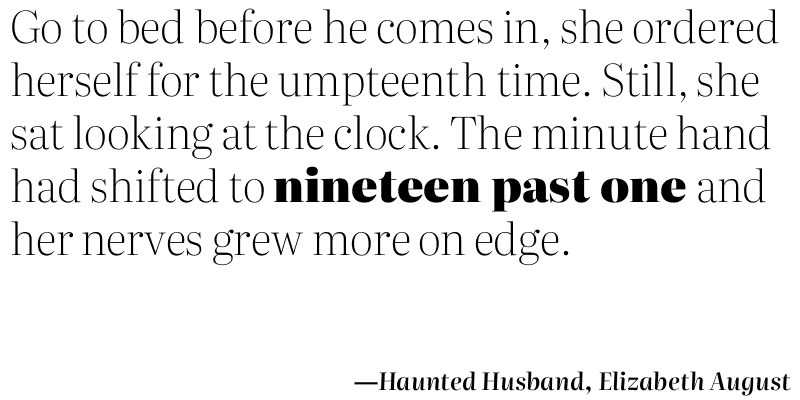 Go to bed before he comes in, she ordered
herself for the umpteenth time. Still, she
sat looking at the clock. The minute hand
had shifted to nineteen past one and
her nerves grew more on edge.
—Haunted Husband, Elizabeth August